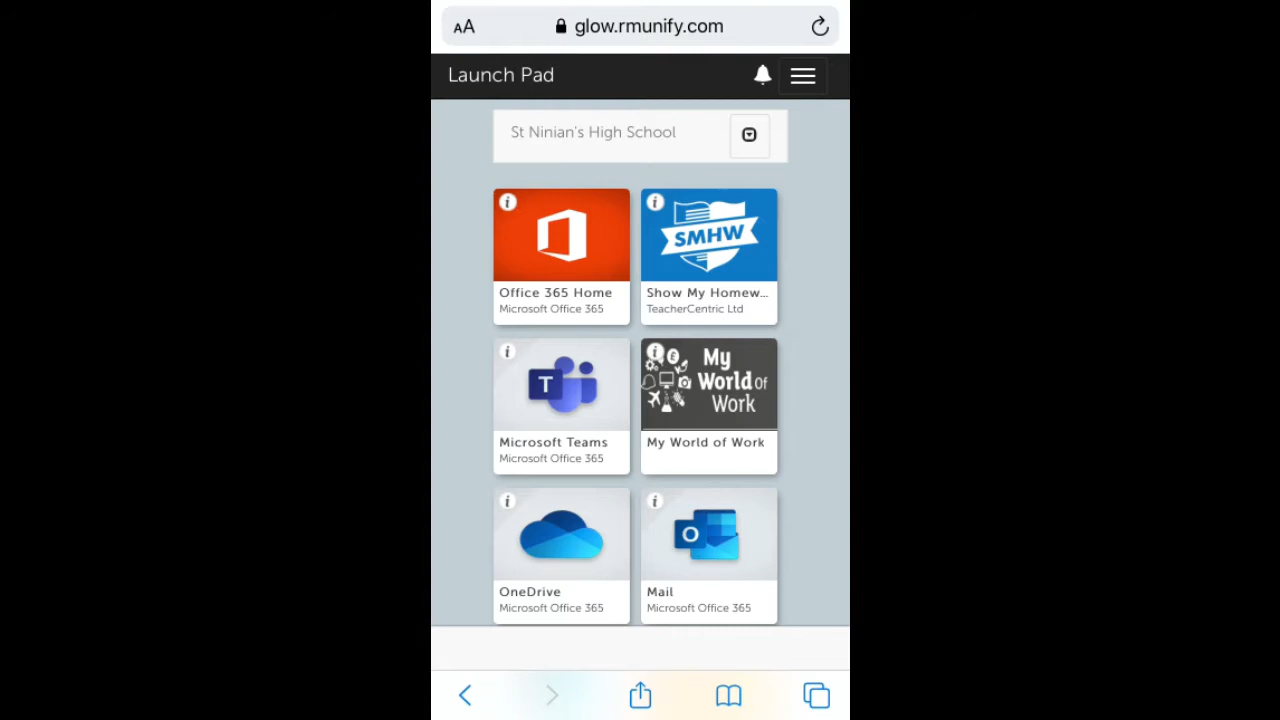 AA glow.rmunify.com
Launch Pad
St Ninian's High School
i i
SMHW
Office 365 Home Show My Homew...
Microsoft Office 365 TeacherCentric Ltd
i i
T My World Of Work
Microsoft Teams My World of Work
Microsoft Office 365
i i
O
OneDrive Mail
Microsoft Office 365 Microsoft Office 365